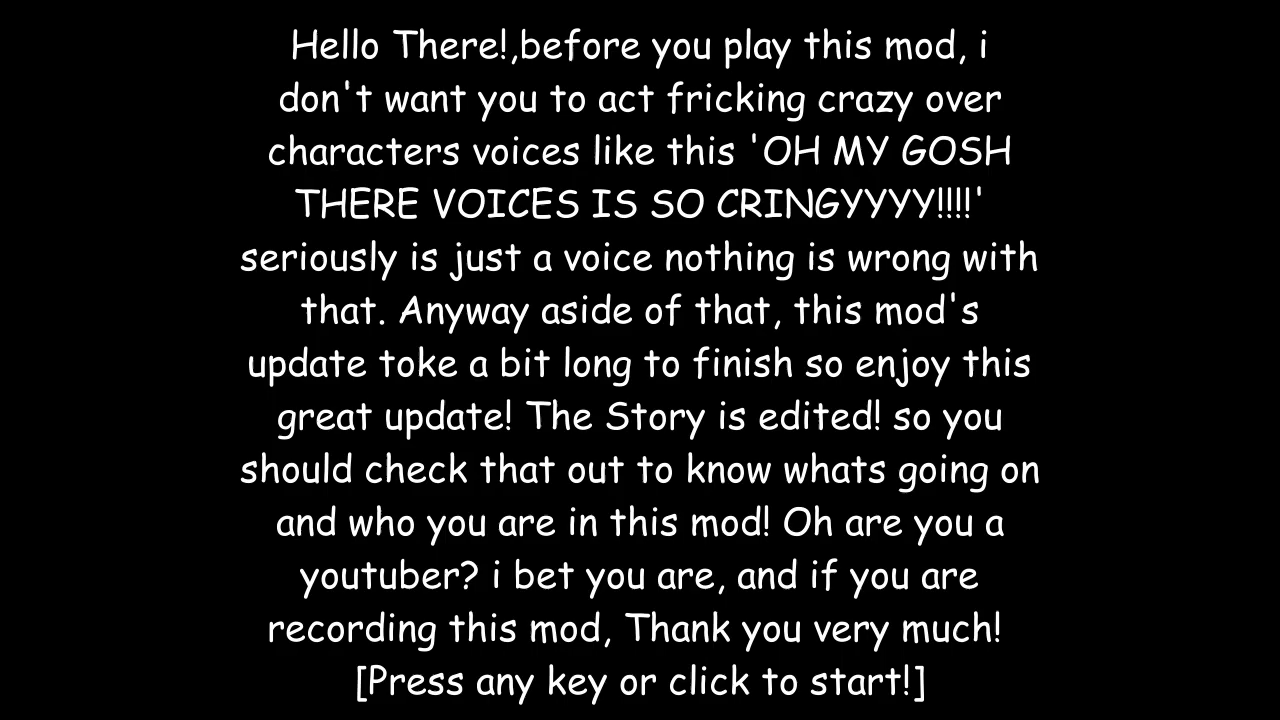 Hello There!,before you play this mod, i
don't want you to act fricking crazy over
characters voices like this 'OH MY GOSH
THERE VOICES IS SO CRINGYYYY!!!!'
seriously is just a voice nothing is wrong with
that. Anyway aside of that, this mod's
update toke a bit long to finish so enjoy this
great update! The Story is edited! so you
should check that out to know whats going on
and who you are in this mod! Oh are you a
youtuber? i bet you are, and if you are
recording this mod, Thank you very much!
[Press any key or click to start!]